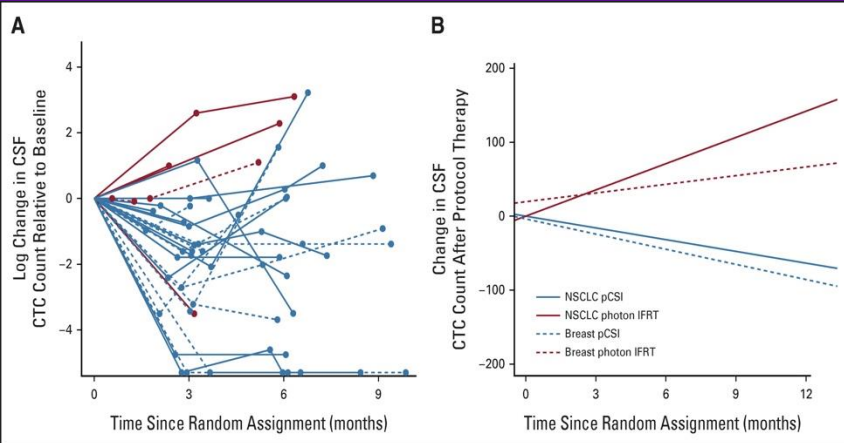 A
Log Change in CSF
CTC Count Relative to Baseline
4
2
0
−2
−4
0
3
6
9
Time Since Random Assignment (months)
B
Change in CSF
CTC Count After Protocol Therapy
200
100
0
−100
−200
NSCLC pCSI
NSCLC photon IFRT
Breast pCSI
Breast photon IFRT
0
3
6
9
12
Time Since Random Assignment (months)